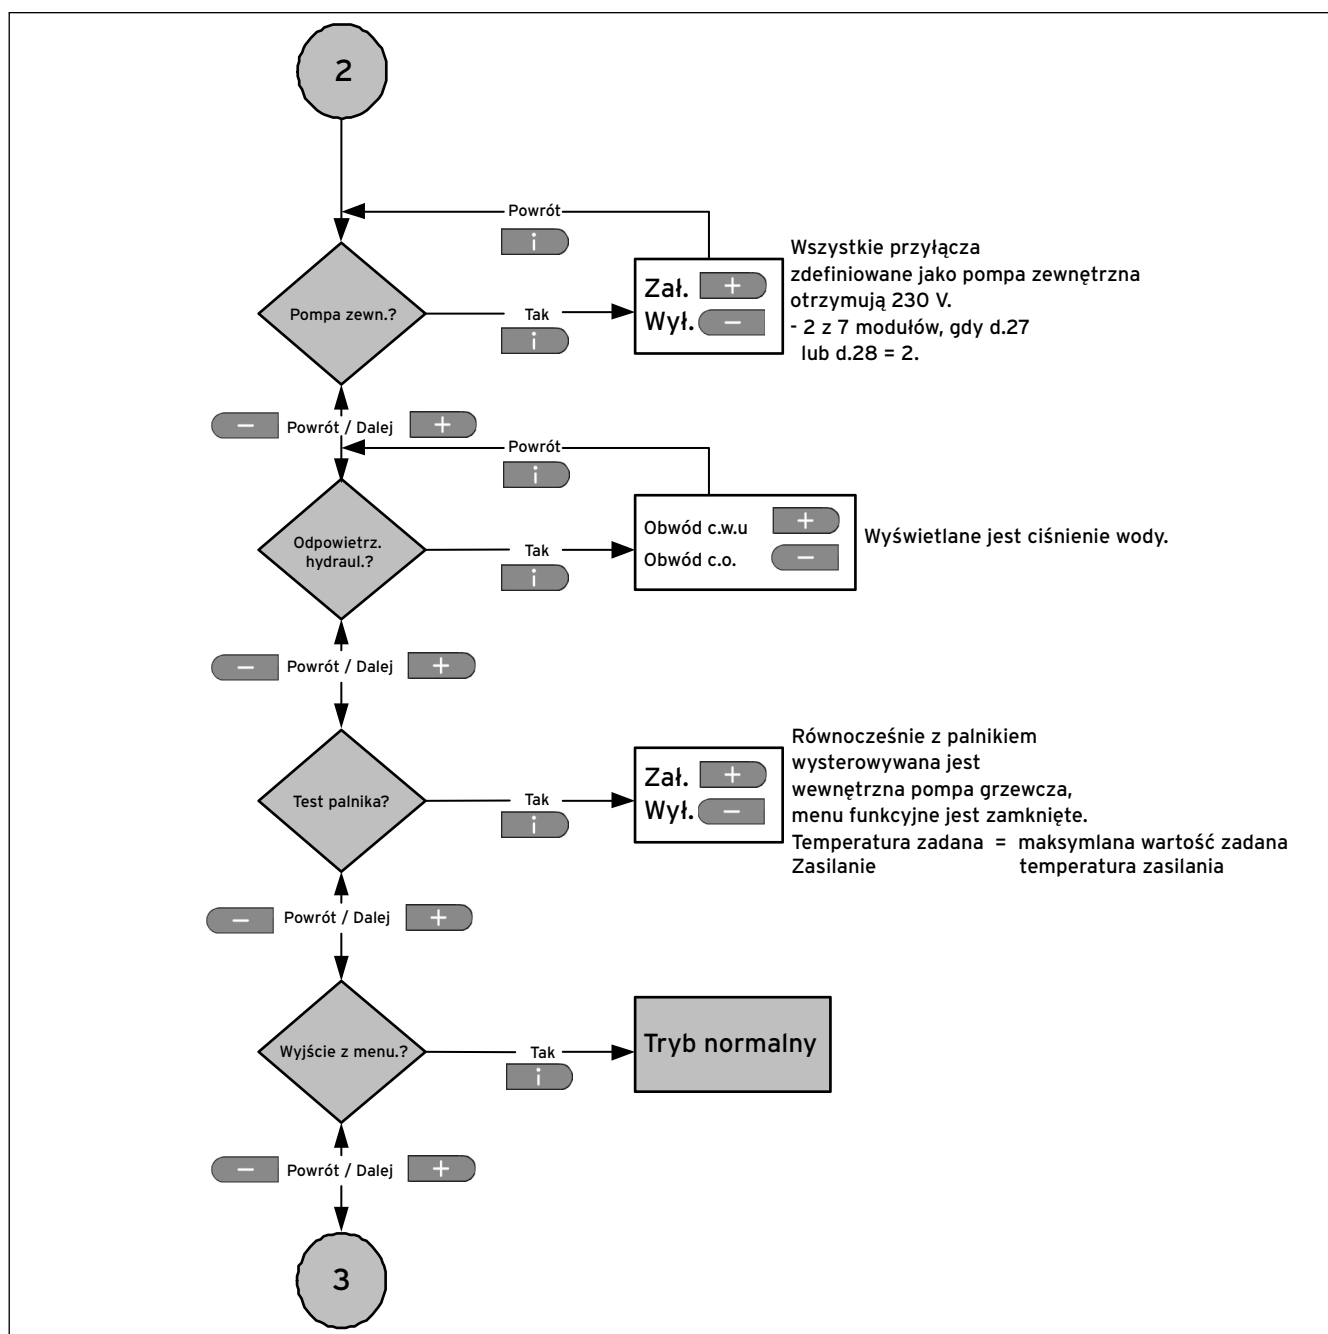 2
Powrót
i
Pompa zewn.?
Tak
i
Zał. +
Wył. −
Wszystkie przyłącza
zdefiniowane jako pompa zewnętrzna
otrzymują 230 V.
- 2 z 7 modułów, gdy d.27
lub d.28 = 2.
− Powrót / Dalej +
Powrót
i
Odpowietrz.
hydraul.?
Tak
i
Obwód c.w.u +
Obwód c.o. −
Wyświetlane jest ciśnienie wody.
− Powrót / Dalej +
Test palnika?
Tak
i
Zał. +
Wył. −
Równocześnie z palnikiem
wysterowywana jest
wewnętrzna pompa grzewcza,
menu funkcyjne jest zamknięte.
Temperatura zadana = maksymlana wartość zadana
Zasilanie temperatura zasilania
− Powrót / Dalej +
Wyjście z menu.?
Tak
i
Tryb normalny
− Powrót / Dalej +
3